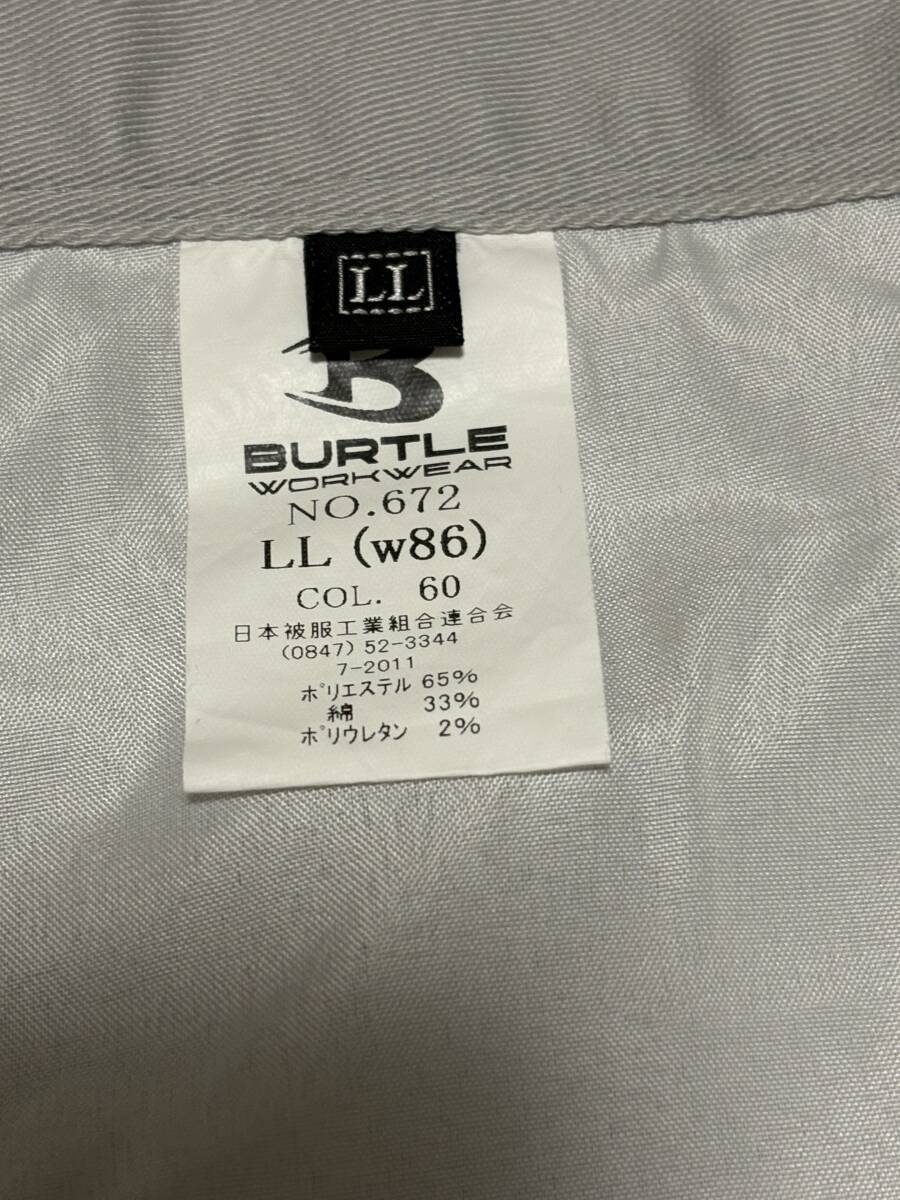 LL
B
BURTLE
WORKWEAR
NO.672
LL (w86)
COL. 60
日本被服工業組合連合会
(0847) 52-3344
7-2011
ポリエステル 65%
綿 33%
ポリウレタン 2%